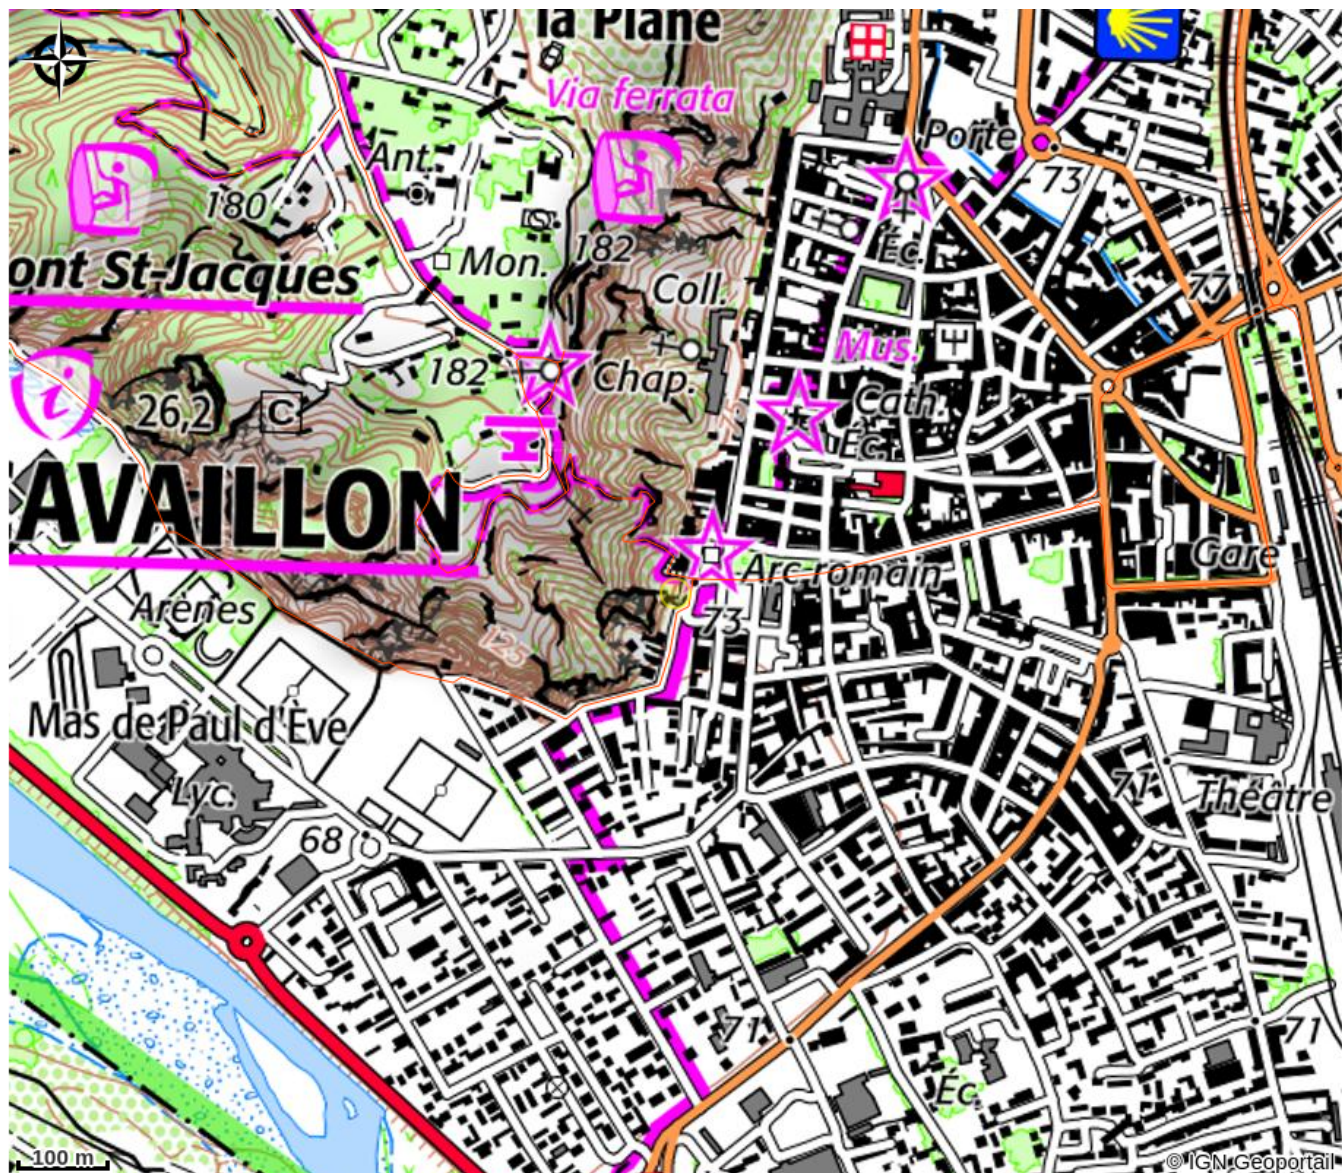 la Plane
Via ferrata
Porte
Ant.
73
180
182
Éc.
Mon.
ont St-Jacques
Coll.
77
Mus.
182
Chap.
Cath
26,2
C
Éc.
AVAILLON
Gare
Arc romain
Arènes
73
125
Mas de Paul d'Ève
Lyc.
71
Théâtre
68
71
71
Éc.
100 m
© IGN Geoportail